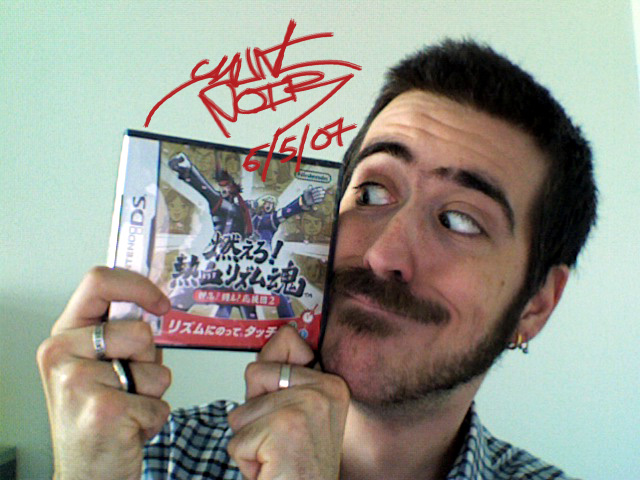 COUNT
NOIR
6/5/07
Nintendo
NINTENDO DS
燃えろ!
熱血リズム魂
押忍!闘え!応援団2
リズムにのって、タッチ